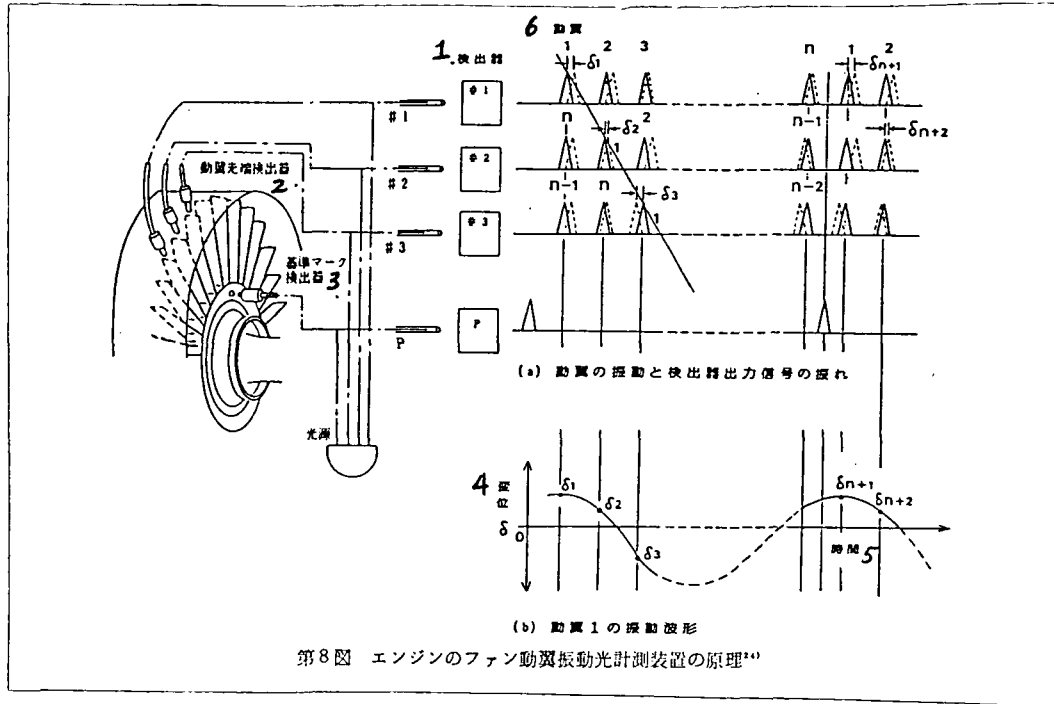 6 動翼
1. 検出器
1 2 3 n 1 2
δ1 δn+1
#1 #1
n δ2 1 2 n-1 1 δn+2
動翼先端検出器
2
#2 #2
n-1 n δ3 1 n-2
#3 #3
基準マーク
検出器 3
P P
(a) 動翼の振動と検出器出力信号の振れ
光源
4 変位
δ
0
δ1
δ2
δ3
δn+1
δn+2
時間 5
(b) 動翼1の振動波形
第8図 エンジンのファン動翼振動光計測装置の原理24)